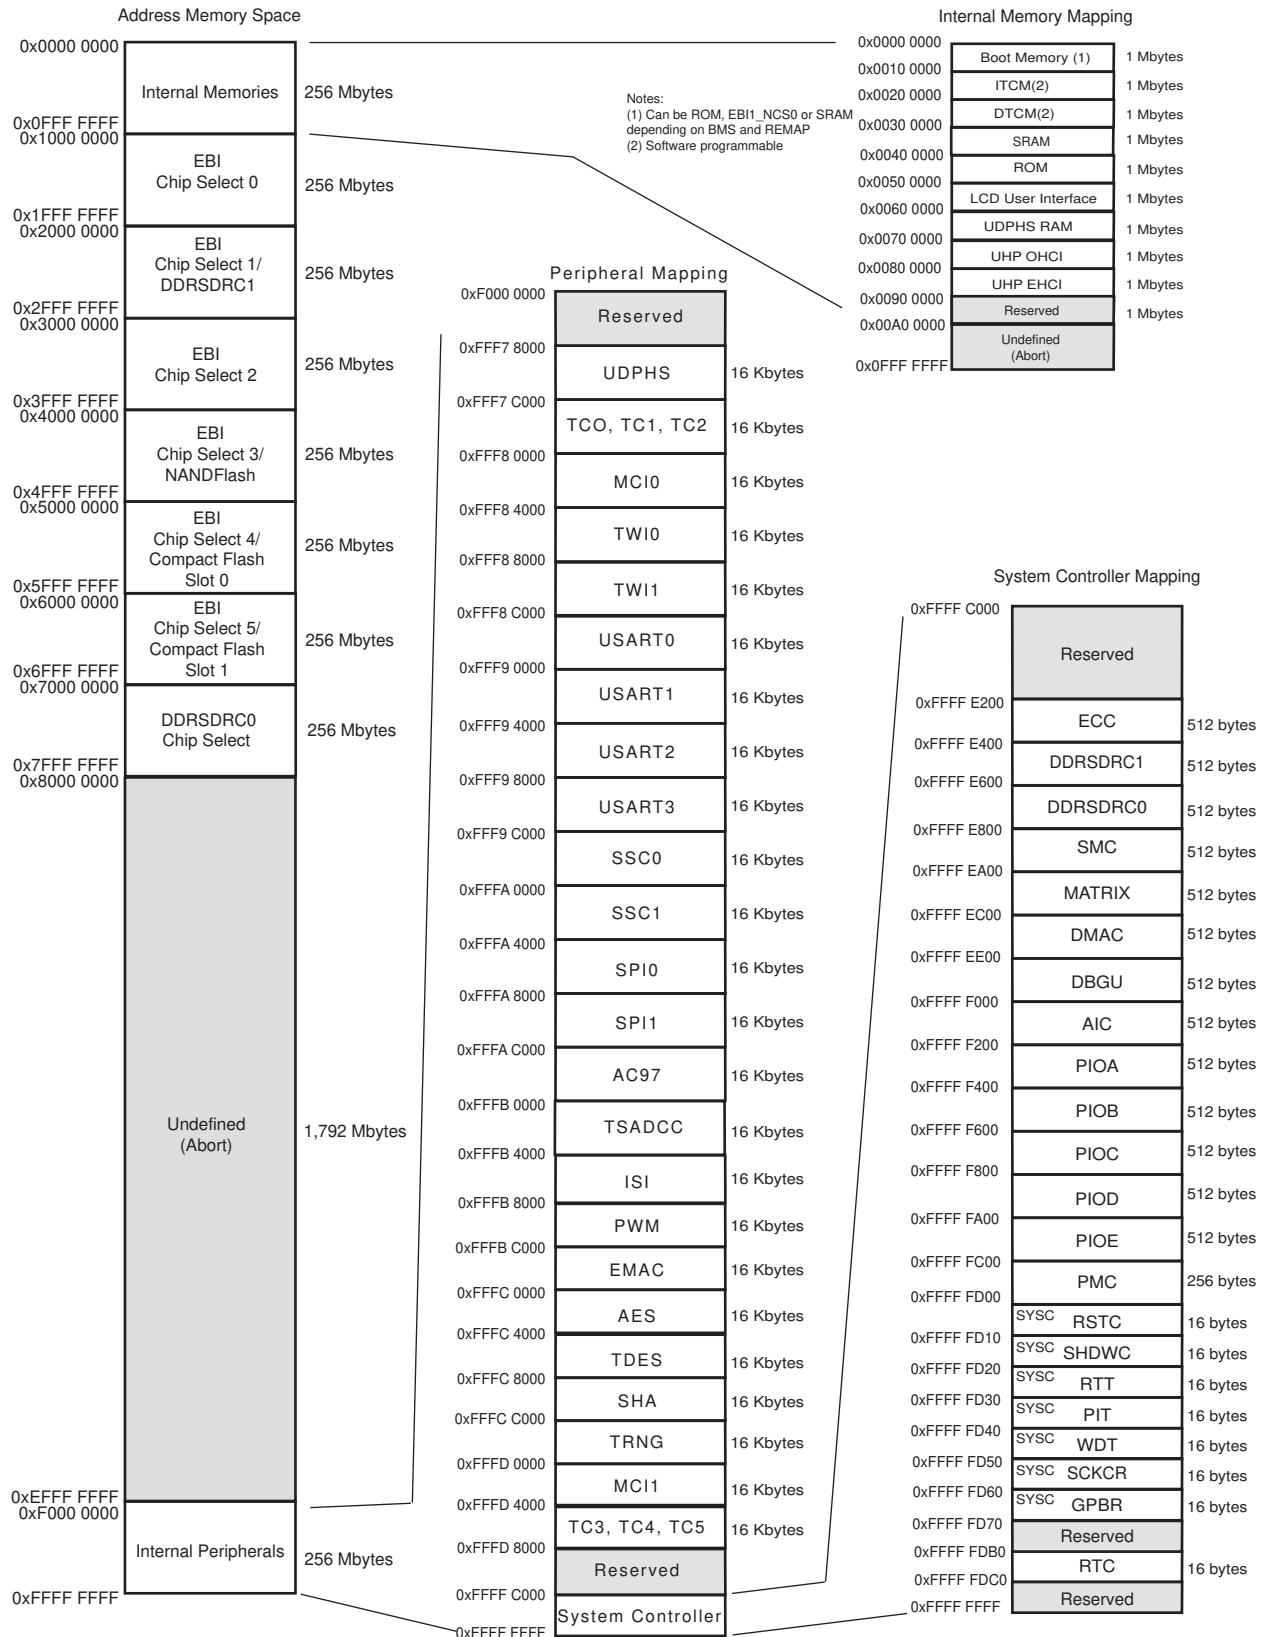 Address Memory Space
0x0000 0000
Internal Memories
256 Mbytes
0x0FFF FFFF
0x1000 0000
EBI
Chip Select 0
256 Mbytes
0x1FFF FFFF
0x2000 0000
EBI
Chip Select 1/
DDRSDRC1
256 Mbytes
0x2FFF FFFF
0x3000 0000
EBI
Chip Select 2
256 Mbytes
0x3FFF FFFF
0x4000 0000
EBI
Chip Select 3/
NANDFlash
256 Mbytes
0x4FFF FFFF
0x5000 0000
EBI
Chip Select 4/
Compact Flash
Slot 0
256 Mbytes
0x5FFF FFFF
0x6000 0000
EBI
Chip Select 5/
Compact Flash
Slot 1
256 Mbytes
0x6FFF FFFF
0x7000 0000
DDRSDRC0
Chip Select
256 Mbytes
0x7FFF FFFF
0x8000 0000
Undefined
(Abort)
1,792 Mbytes
0xEFFF FFFF
0xF000 0000
Internal Peripherals
256 Mbytes
0xFFFF FFFF
Peripheral Mapping
0xF000 0000
Reserved
0xFFF7 8000
UDPHS
16 Kbytes
0xFFF7 C000
TCO, TC1, TC2
16 Kbytes
0xFFF8 0000
MCI0
16 Kbytes
0xFFF8 4000
TWI0
16 Kbytes
0xFFF8 8000
TWI1
16 Kbytes
0xFFF8 C000
USART0
16 Kbytes
0xFFF9 0000
USART1
16 Kbytes
0xFFF9 4000
USART2
16 Kbytes
0xFFF9 8000
USART3
16 Kbytes
0xFFF9 C000
SSC0
16 Kbytes
0xFFFA 0000
SSC1
16 Kbytes
0xFFFA 4000
SPI0
16 Kbytes
0xFFFA 8000
SPI1
16 Kbytes
0xFFFA C000
AC97
16 Kbytes
0xFFFB 0000
TSADCC
16 Kbytes
0xFFFB 4000
ISI
16 Kbytes
0xFFFB 8000
PWM
16 Kbytes
0xFFFB C000
EMAC
16 Kbytes
0xFFFC 0000
AES
16 Kbytes
0xFFFC 4000
TDES
16 Kbytes
0xFFFC 8000
SHA
16 Kbytes
0xFFFC C000
TRNG
16 Kbytes
0xFFFD 0000
MCI1
16 Kbytes
0xFFFD 4000
TC3, TC4, TC5
16 Kbytes
0xFFFD 8000
Reserved
0xFFFF C000
System Controller
0xFFFF FFFF
Internal Memory Mapping
0x0000 0000
Boot Memory (1)
1 Mbytes
0x0010 0000
ITCM(2)
1 Mbytes
0x0020 0000
DTCM(2)
1 Mbytes
0x0030 0000
SRAM
1 Mbytes
0x0040 0000
ROM
1 Mbytes
0x0050 0000
LCD User Interface
1 Mbytes
0x0060 0000
UDPHS RAM
1 Mbytes
0x0070 0000
UHP OHCI
1 Mbytes
0x0080 0000
UHP EHCI
1 Mbytes
0x0090 0000
Reserved
1 Mbytes
0x00A0 0000
Undefined
(Abort)
0x0FFF FFFF
Notes:
(1) Can be ROM, EBI1_NCS0 or SRAM
depending on BMS and REMAP
(2) Software programmable
System Controller Mapping
0xFFFF C000
Reserved
0xFFFF E200
ECC
512 bytes
0xFFFF E400
DDRSDRC1
512 bytes
0xFFFF E600
DDRSDRC0
512 bytes
0xFFFF E800
SMC
512 bytes
0xFFFF EA00
MATRIX
512 bytes
0xFFFF EC00
DMAC
512 bytes
0xFFFF EE00
DBGU
512 bytes
0xFFFF F000
AIC
512 bytes
0xFFFF F200
PIOA
512 bytes
0xFFFF F400
PIOB
512 bytes
0xFFFF F600
PIOC
512 bytes
0xFFFF F800
PIOD
512 bytes
0xFFFF FA00
PIOE
512 bytes
0xFFFF FC00
PMC
256 bytes
0xFFFF FD00
SYSC RSTC
16 bytes
0xFFFF FD10
SYSC SHDWC
16 bytes
0xFFFF FD20
SYSC RTT
16 bytes
0xFFFF FD30
SYSC PIT
16 bytes
0xFFFF FD40
SYSC WDT
16 bytes
0xFFFF FD50
SYSC SCKCR
16 bytes
0xFFFF FD60
SYSC GPBR
16 bytes
0xFFFF FD70
Reserved
0xFFFF FDB0
RTC
16 bytes
0xFFFF FDC0
Reserved
0xFFFF FFFF